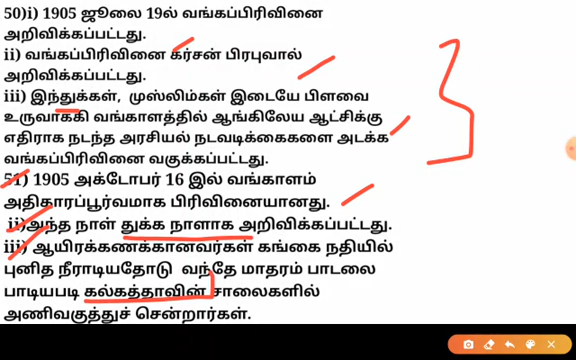 50)i) 1905 ஜூலை 19ல் வங்கப்பிரிவினை
அறிவிக்கப்பட்டது.
ii) வங்கப்பிரிவினை கர்சன் பிரபுவால்
அறிவிக்கப்பட்டது.
iii) இந்துக்கள், முஸ்லிம்கள் இடையே பிளவை
உருவாக்கி வங்காளத்தில் ஆங்கிலேய ஆட்சிக்கு
எதிராக நடந்த அரசியல் நடவடிக்கைகளை அடக்க
வங்கப்பிரிவினை வகுக்கப்பட்டது.
51) 1905 அக்டோபர் 16 இல் வங்காளம்
அதிகாரப்பூர்வமாக பிரிவினையானது.
ii)அந்த நாள் துக்க நாளாக அறிவிக்கப்பட்டது.
iii) ஆயிரக்கணக்கானவர்கள் கங்கை நதியில்
புனித நீராடியதோடு வந்தே மாதரம் பாடலை
பாடியபடி கல்கத்தாவின் சாலைகளில்
அணிவகுத்துச் சென்றார்கள்.